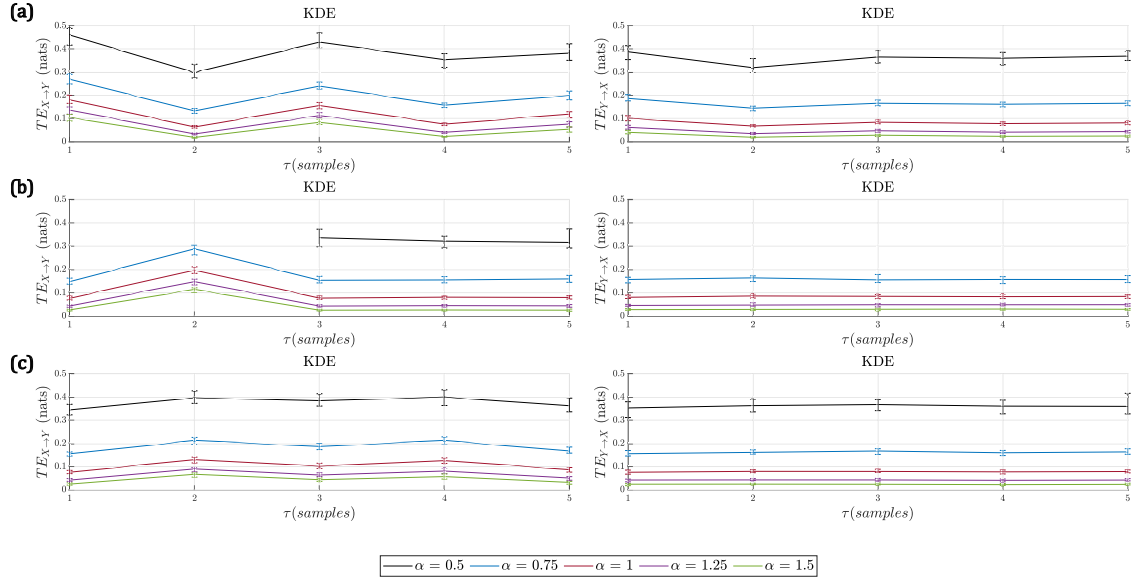 (a)
KDE
TE_{X→Y} (nats)
0.5
0.4
0.3
0.2
0.1
0
1 2 3 4 5
τ(samples)
KDE
TE_{Y→X} (nats)
0.5
0.4
0.3
0.2
0.1
0
1 2 3 4 5
τ(samples)
(b)
KDE
TE_{X→Y} (nats)
0.5
0.4
0.3
0.2
0.1
0
1 2 3 4 5
τ(samples)
KDE
TE_{Y→X} (nats)
0.5
0.4
0.3
0.2
0.1
0
1 2 3 4 5
τ(samples)
(c)
KDE
TE_{X→Y} (nats)
0.5
0.4
0.3
0.2
0.1
0
1 2 3 4 5
τ(samples)
KDE
TE_{Y→X} (nats)
0.5
0.4
0.3
0.2
0.1
0
1 2 3 4 5
τ(samples)
α = 0.5 α = 0.75 α = 1 α = 1.25 α = 1.5